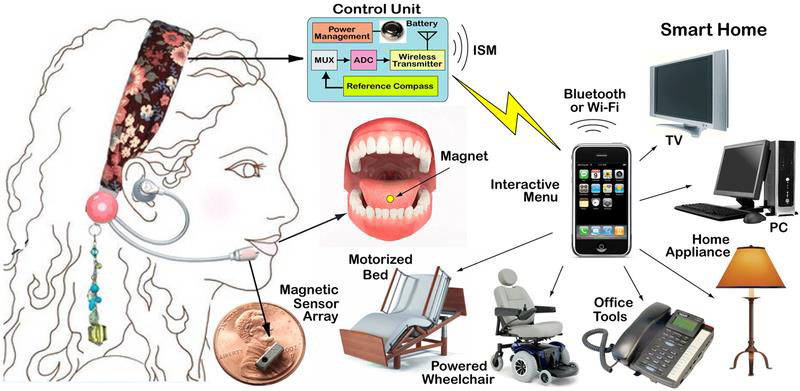 Control Unit
Power
Management
Battery
MUX
ADC
Wireless
Transmitter
Reference Compass
ISM
Smart Home
Bluetooth
or Wi-Fi
TV
Magnet
Interactive
Menu
PC
Home
Appliance
Motorized
Bed
Magnetic
Sensor
Array
Office
Tools
Powered
Wheelchair
LIBERTY